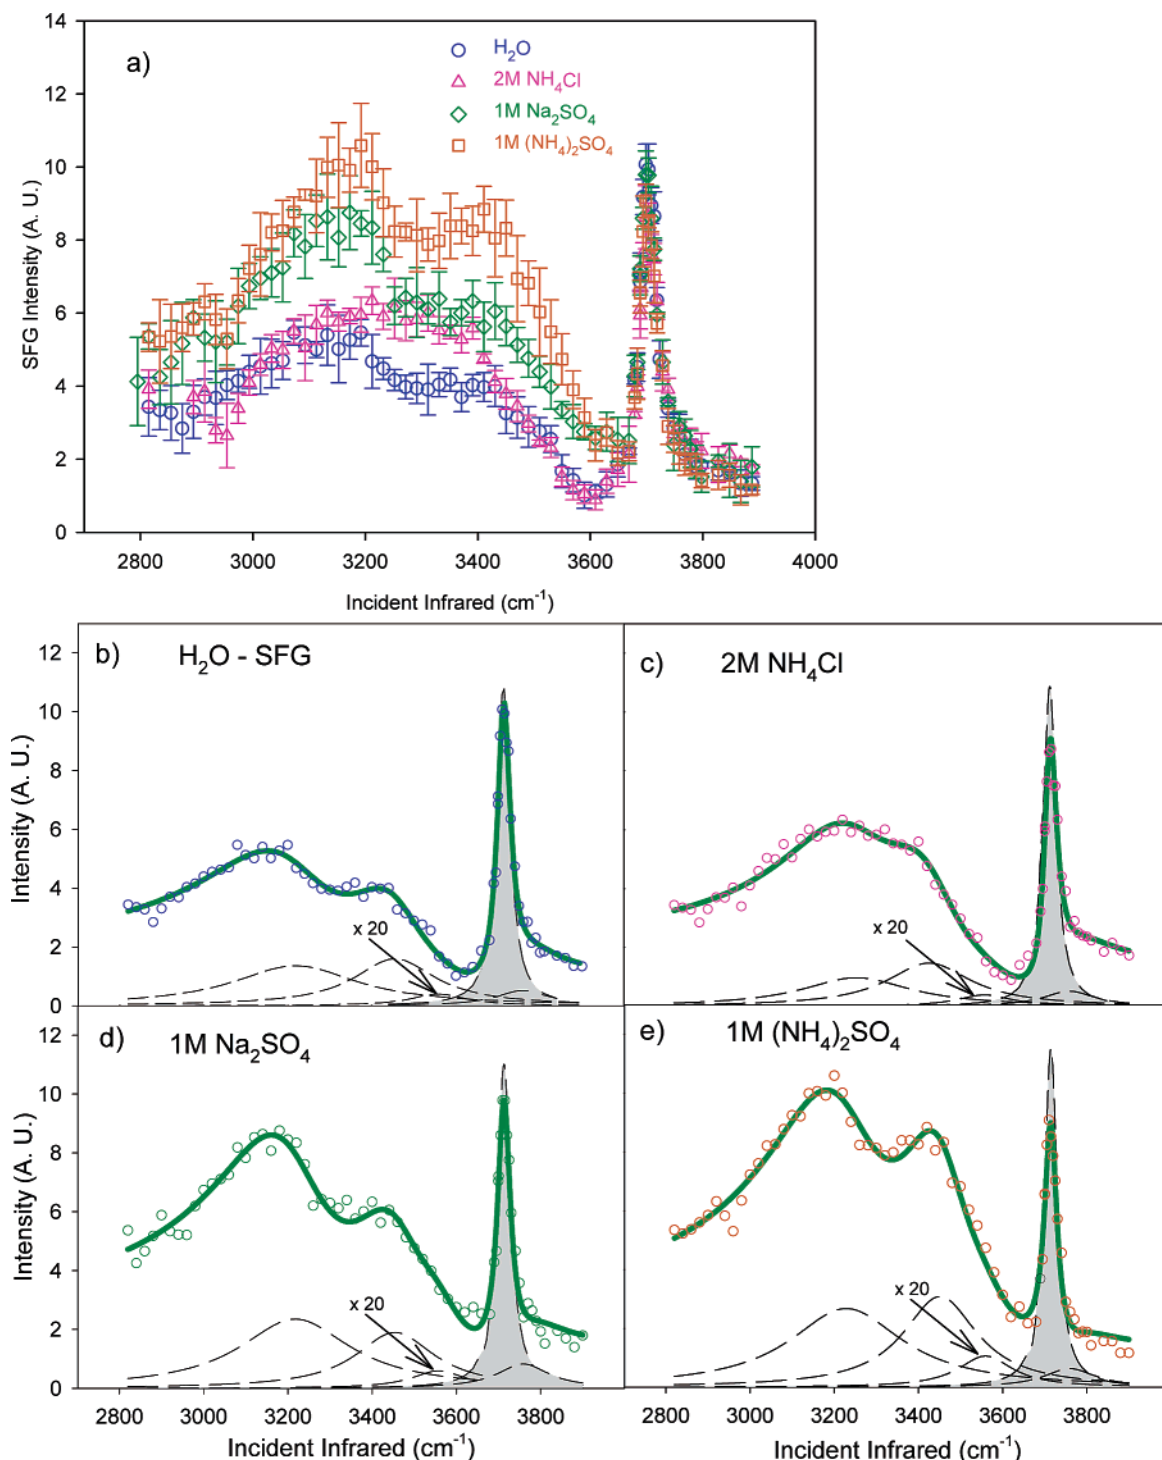 a)
H₂O
2M NH₄Cl
1M Na₂SO₄
1M (NH₄)₂SO₄
SFG Intensity (A. U.)
14
12
10
8
6
4
2
0
2800 3000 3200 3400 3600 3800 4000
Incident Infrared (cm⁻¹)
b) H₂O - SFG
x 20
c) 2M NH₄Cl
x 20
Intensity (A. U.)
12
10
8
6
4
2
0
d) 1M Na₂SO₄
x 20
e) 1M (NH₄)₂SO₄
x 20
Intensity (A. U.)
12
10
8
6
4
2
0
2800 3000 3200 3400 3600 3800
3000 3200 3400 3600 3800
Incident Infrared (cm⁻¹)
Incident Infrared (cm⁻¹)